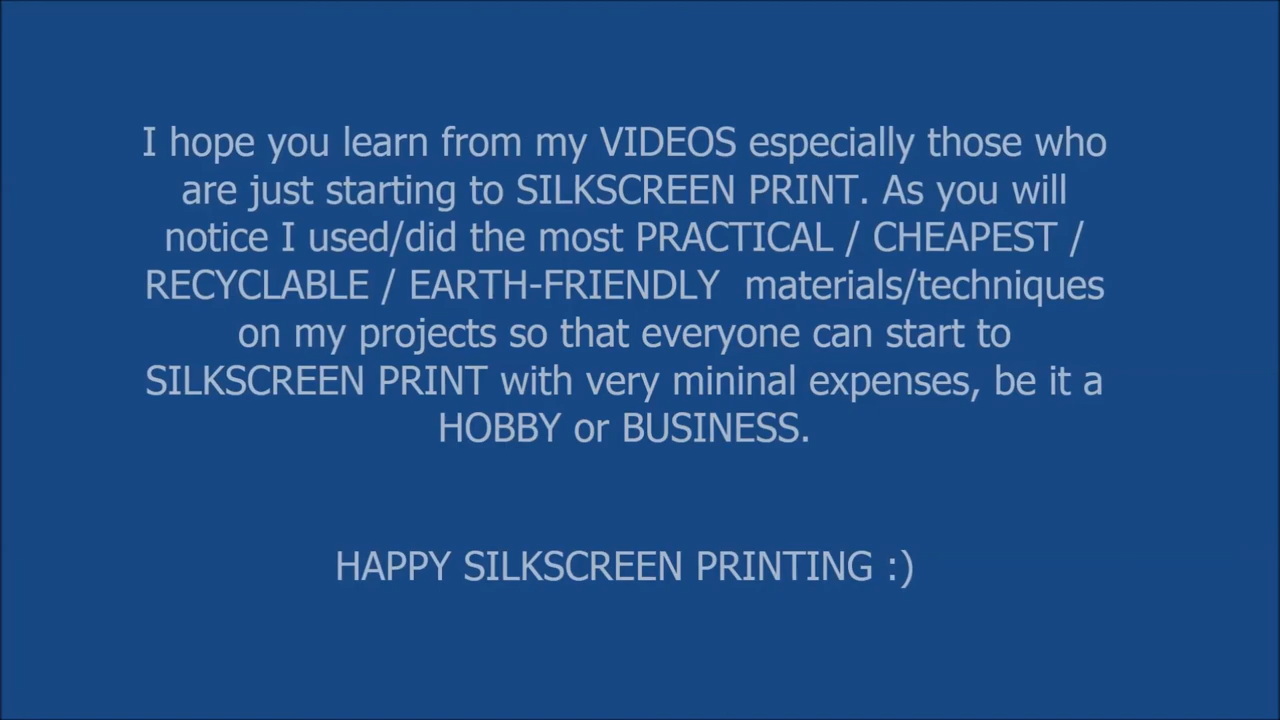 I hope you learn from my VIDEOS especially those who
are just starting to SILKSCREEN PRINT. As you will
notice I used/did the most PRACTICAL / CHEAPEST /
RECYCLABLE / EARTH-FRIENDLY  materials/techniques
on my projects so that everyone can start to
SILKSCREEN PRINT with very mininal expenses, be it a
HOBBY or BUSINESS.
HAPPY SILKSCREEN PRINTING :)